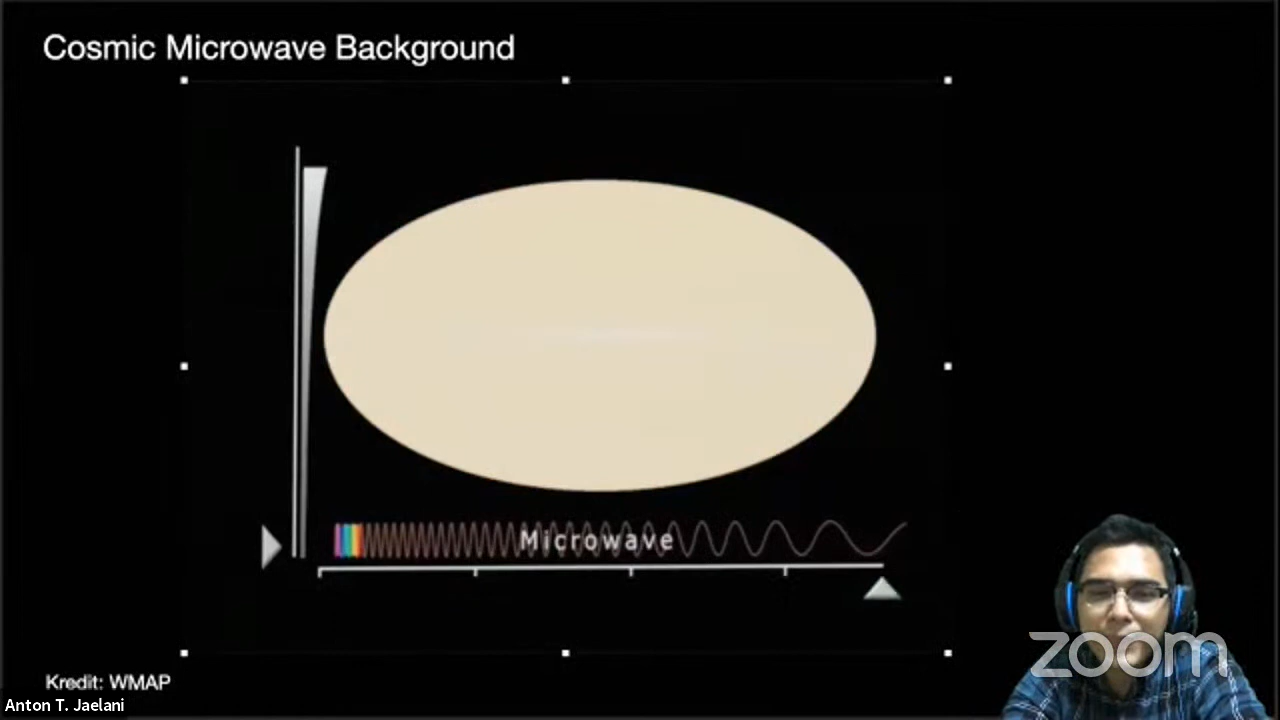 Cosmic Microwave Background
Microwave
Kredit: WMAP
Anton T. Jaelani
zoom